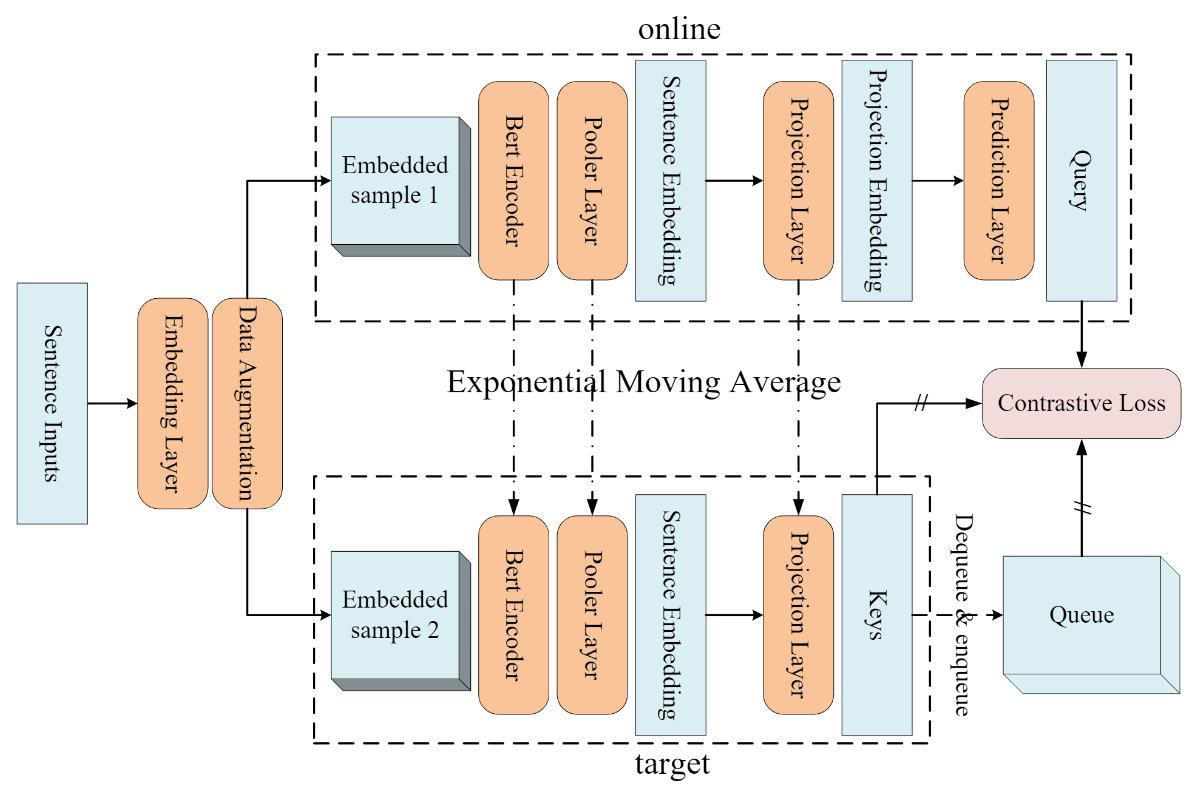 online
Embedded
sample 1
Bert Encoder
Pooler Layer
Sentence Embedding
Projection Layer
Projection Embedding
Prediction Layer
Query
Sentence Inputs
Embedding Layer
Data Augmentation
Exponential Moving Average
Contrastive Loss
//
//
Embedded
sample 2
Bert Encoder
Pooler Layer
Sentence Embedding
Projection Layer
Keys
Dequeue & enqueue
Queue
target